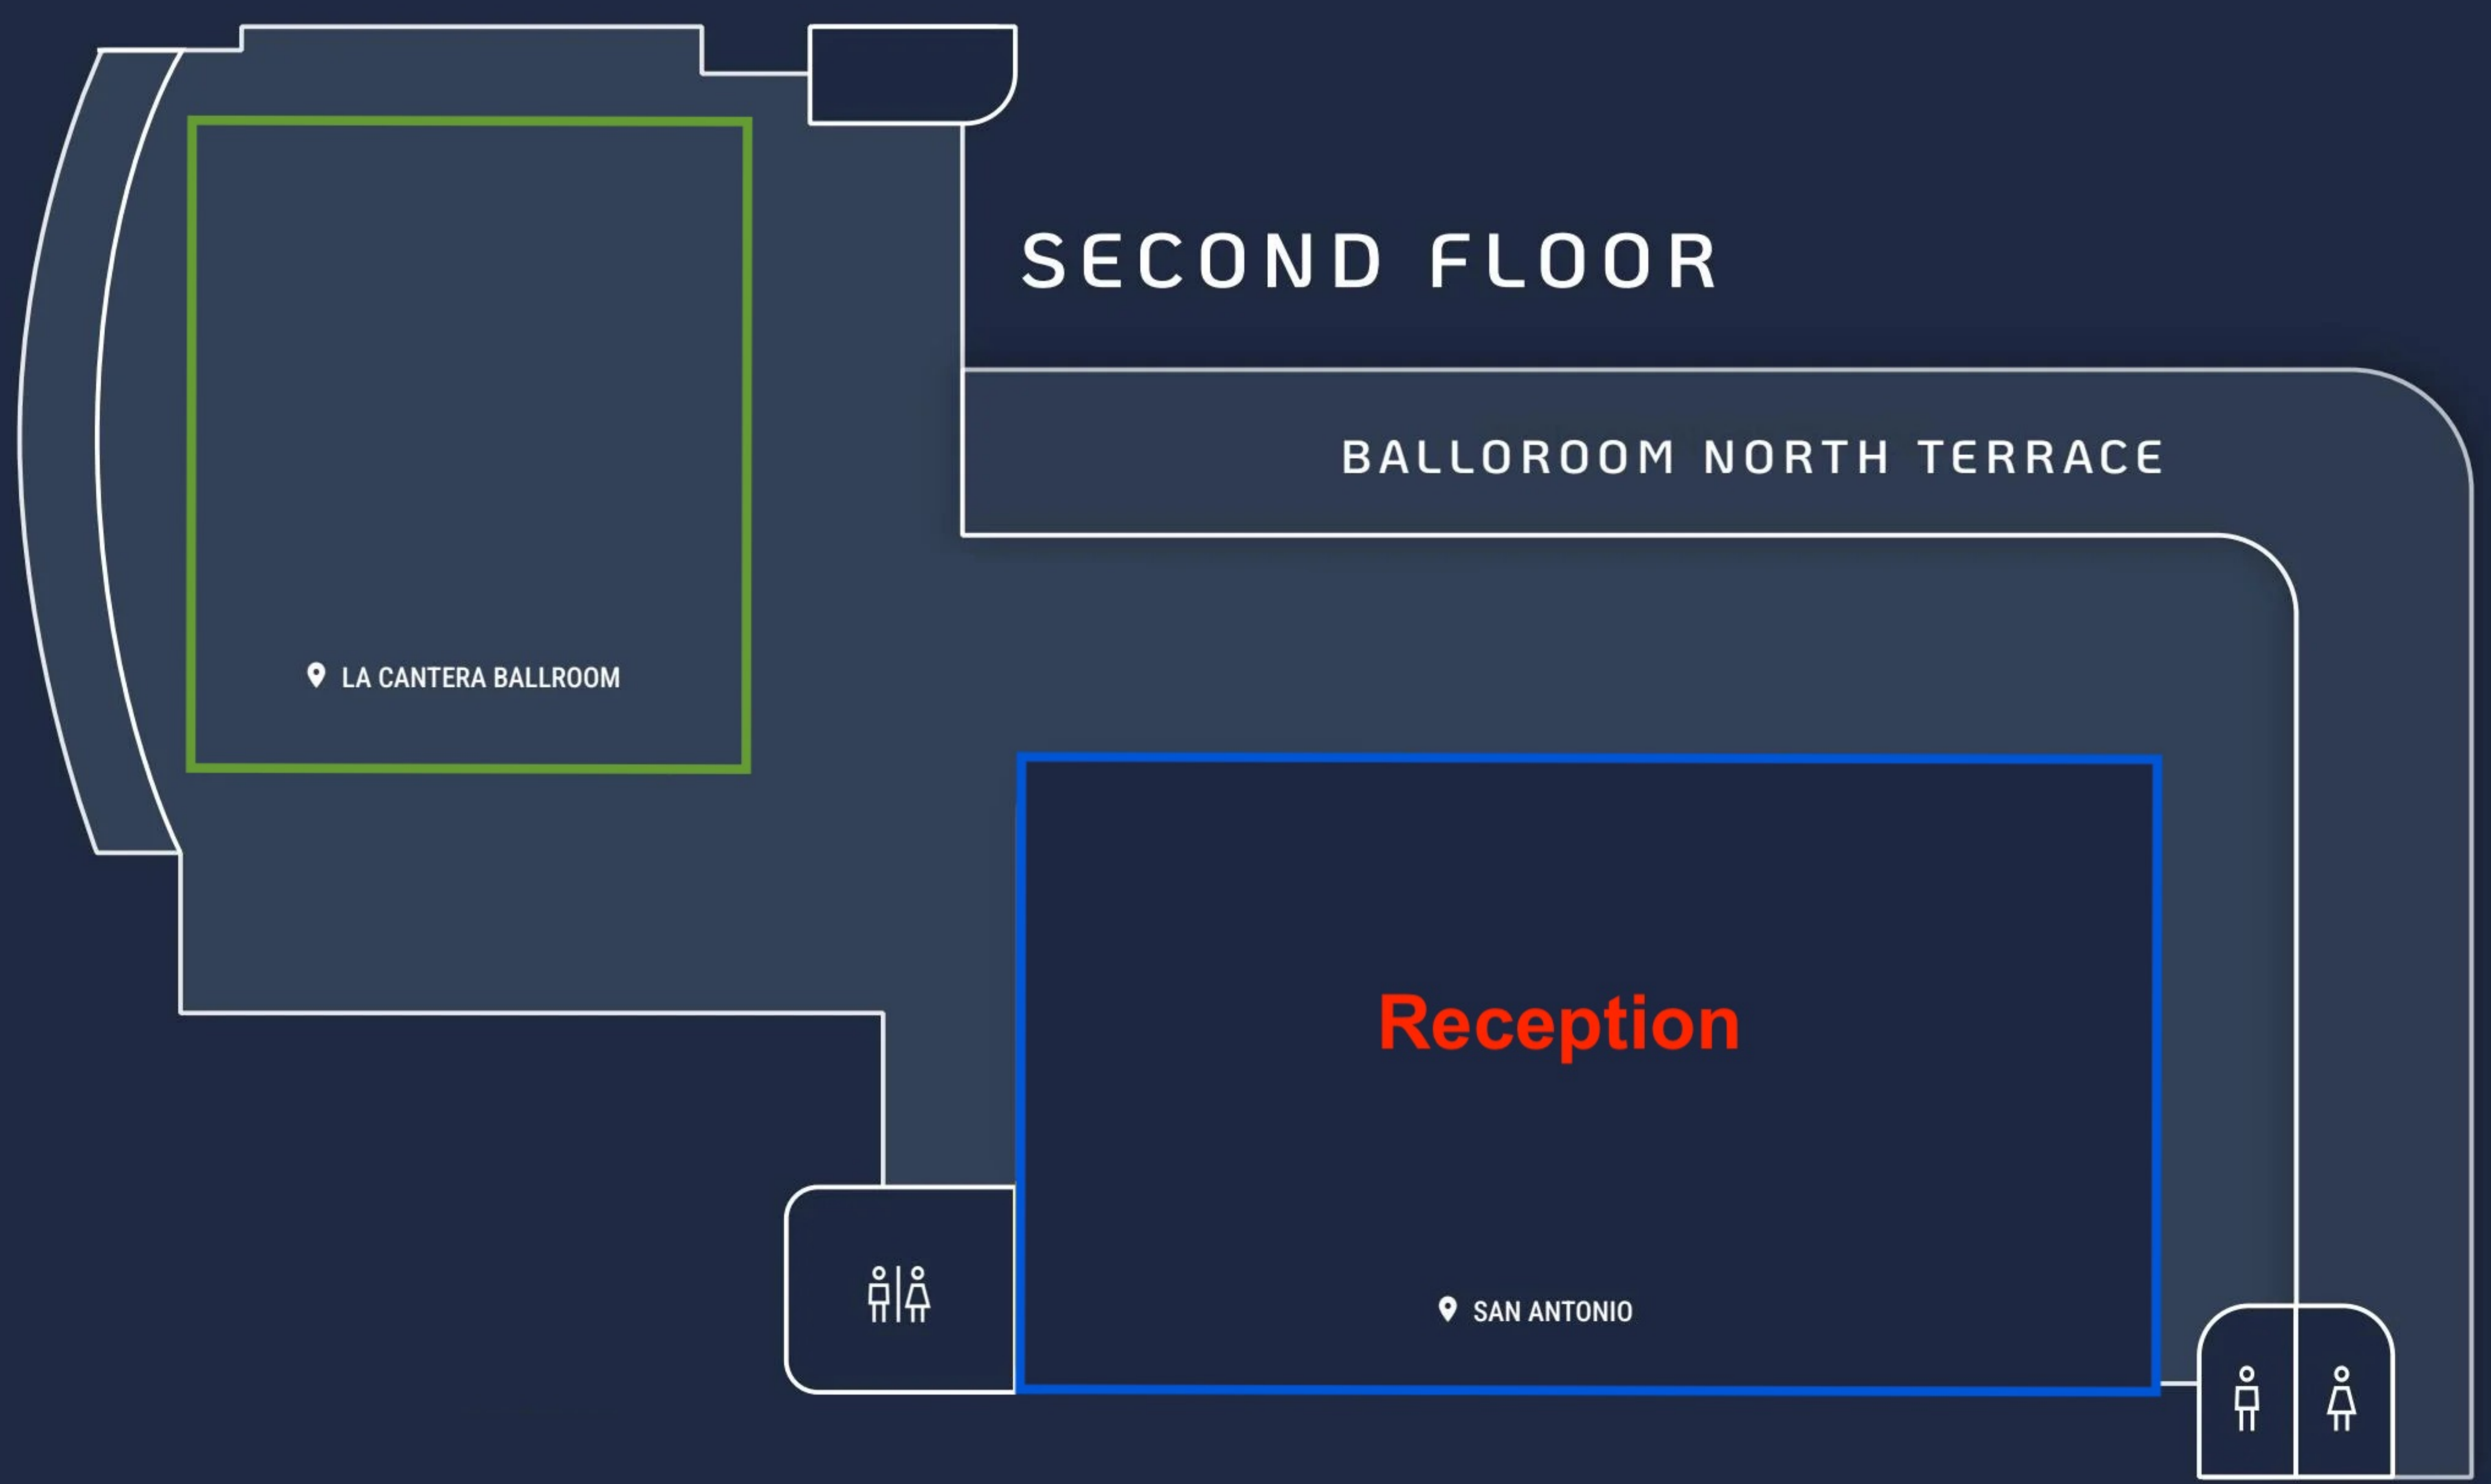 SECOND FLOOR
BALLOROOM NORTH TERRACE
LA CANTERA BALLROOM
Reception
SAN ANTONIO